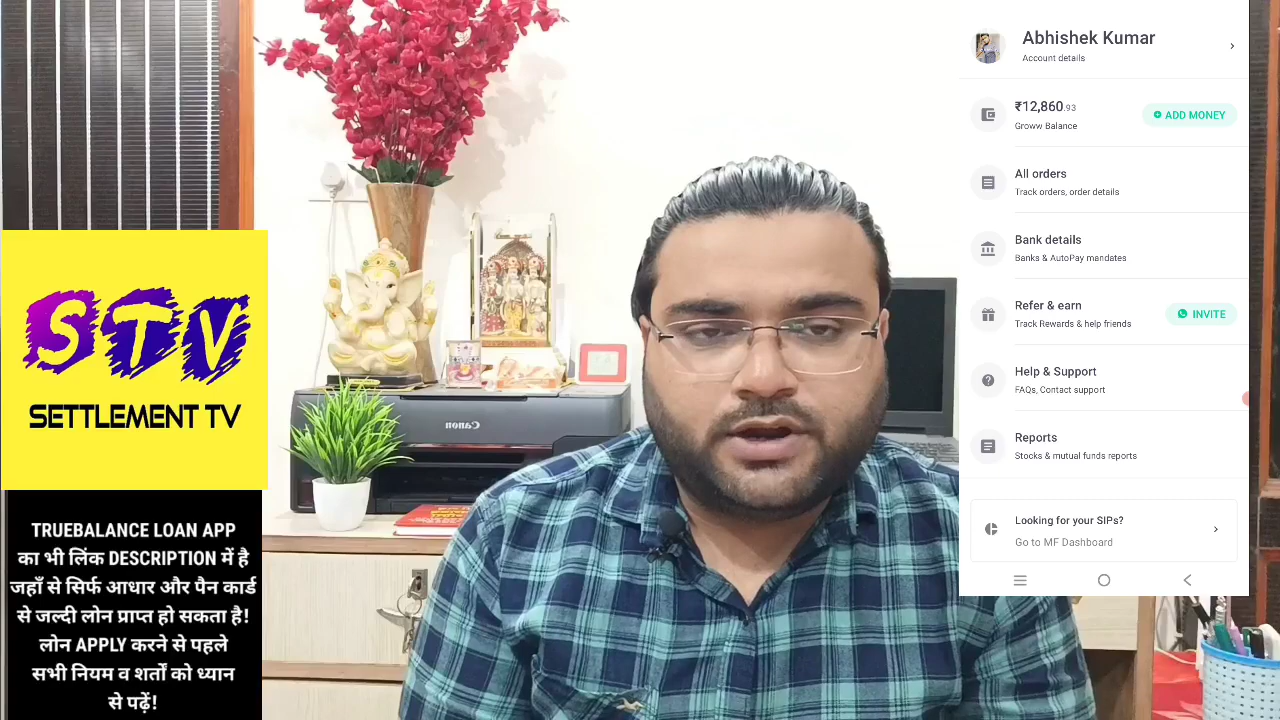 STV
SETTLEMENT TV
TRUEBALANCE LOAN APP
का भी लिंक DESCRIPTION में है
जहाँ से सिर्फ आधार और पैन कार्ड
से जल्दी लोन प्राप्त हो सकता है!
लोन APPLY करने से पहले
सभी नियम व शर्तों को ध्यान
से पढ़ें!
Canon
Abhishek Kumar
Account details
₹12,860.93
Groww Balance
ADD MONEY
All orders
Track orders, order details
Bank details
Banks & AutoPay mandates
Refer & earn
Track Rewards & help friends
INVITE
Help & Support
FAQs, Contact support
Reports
Stocks & mutual funds reports
Looking for your SIPs?
Go to MF Dashboard